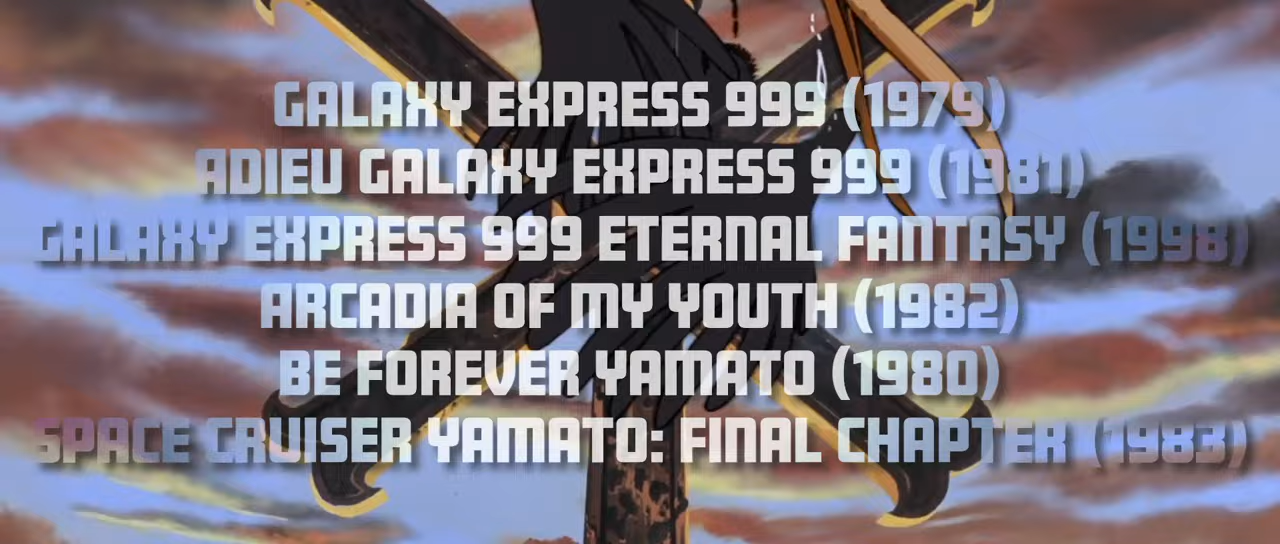 GALAXY EXPRESS 999 (1979)
ADIEU GALAXY EXPRESS 999 (1981)
GALAXY EXPRESS 999 ETERNAL FANTASY (1998)
ARCADIA OF MY YOUTH (1982)
BE FOREVER YAMATO (1980)
SPACE CRUISER YAMATO: FINAL CHAPTER (1983)